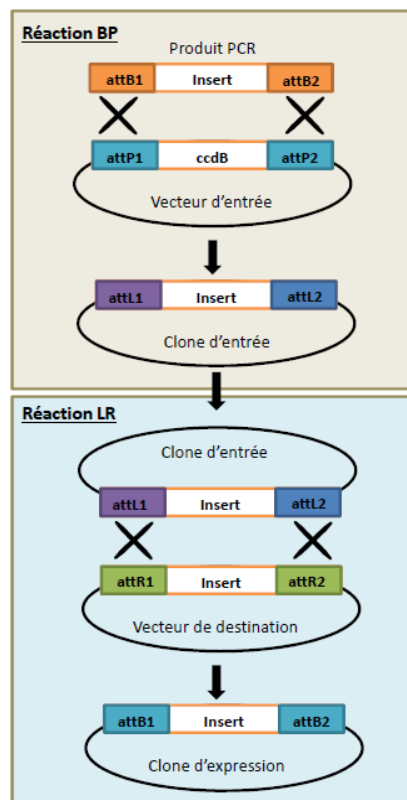 Réaction BP
Produit PCR
attB1 Insert attB2
attP1 ccdB attP2
Vecteur d'entrée
attL1 Insert attL2
Clone d'entrée
Réaction LR
Clone d'entrée
attL1 Insert attL2
attR1 Insert attR2
Vecteur de destination
attB1 Insert attB2
Clone d'expression